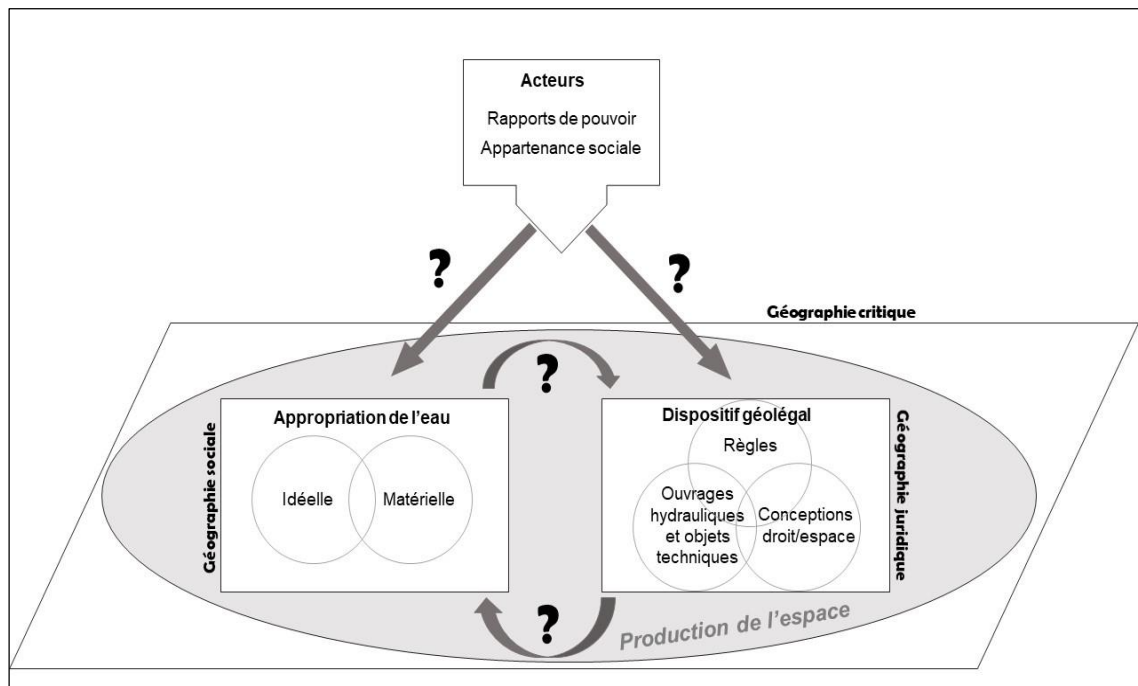 Acteurs
Rapports de pouvoir
Appartenance sociale
?
?
Géographie critique
?
Géographie sociale
Appropriation de l'eau
Idéelle
Matérielle
Dispositif géolégal
Règles
Ouvrages
hydrauliques
et objets
techniques
Conceptions
droit/espace
Géographie juridique
?
Production de l'espace